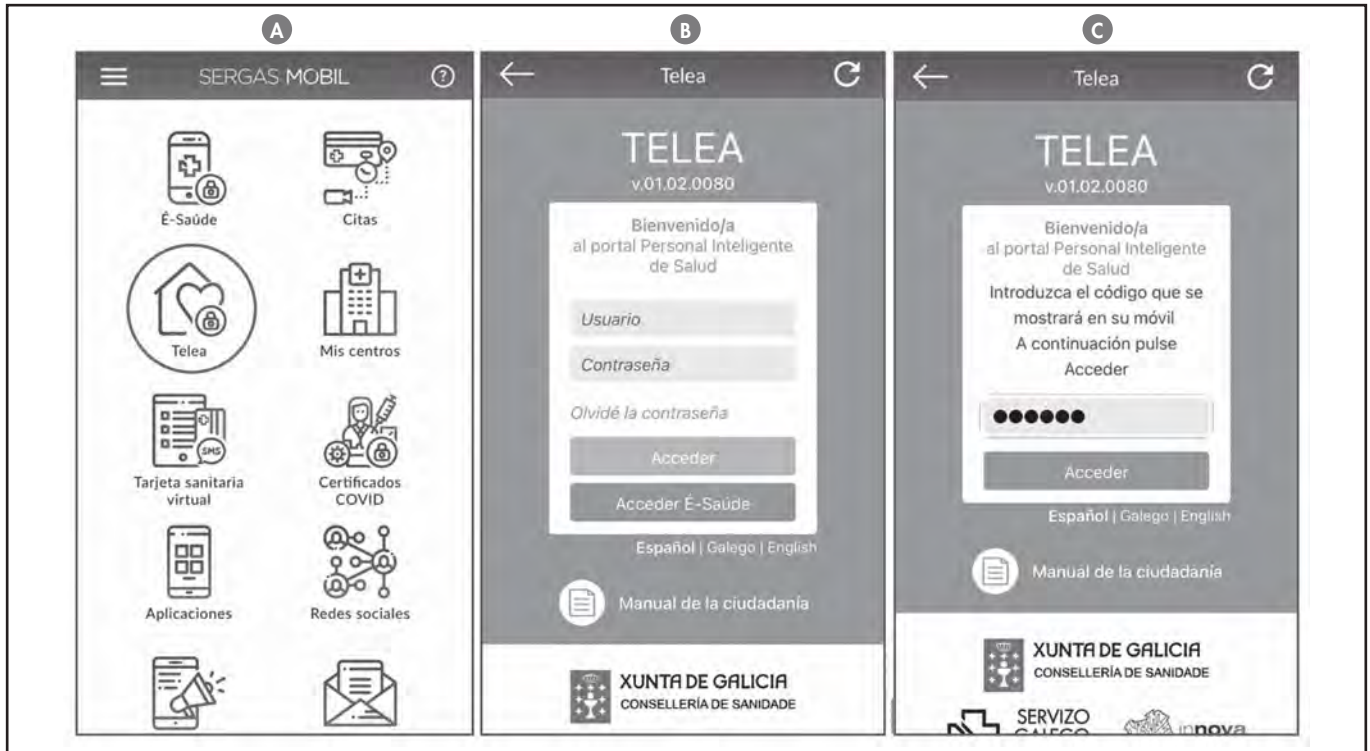 A
SERGAS MOBIL
?
É-Saúde
Citas
Telea
Mis centros
SMS
Tarjeta sanitaria
virtual
Certificados
COVID
Aplicaciones
Redes sociales
B
Telea
TELEA
v.01.02.0080
Bienvenido/a
al portal Personal Inteligente
de Salud
Usuario
Contraseña
Olvidé la contraseña
Acceder
Acceder É-Saúde
Español | Galego | English
Manual de la ciudadanía
XUNTA DE GALICIA
CONSELLERÍA DE SANIDADE
C
Telea
TELEA
v.01.02.0080
Bienvenido/a
al portal Personal Inteligente
de Salud
Introduzca el código que se
mostrará en su móvil
A continuación pulse
Acceder
Acceder
Español | Galego | English
Manual de la ciudadanía
XUNTA DE GALICIA
CONSELLERÍA DE SANIDADE
SERVIZO
GALEGO
innova